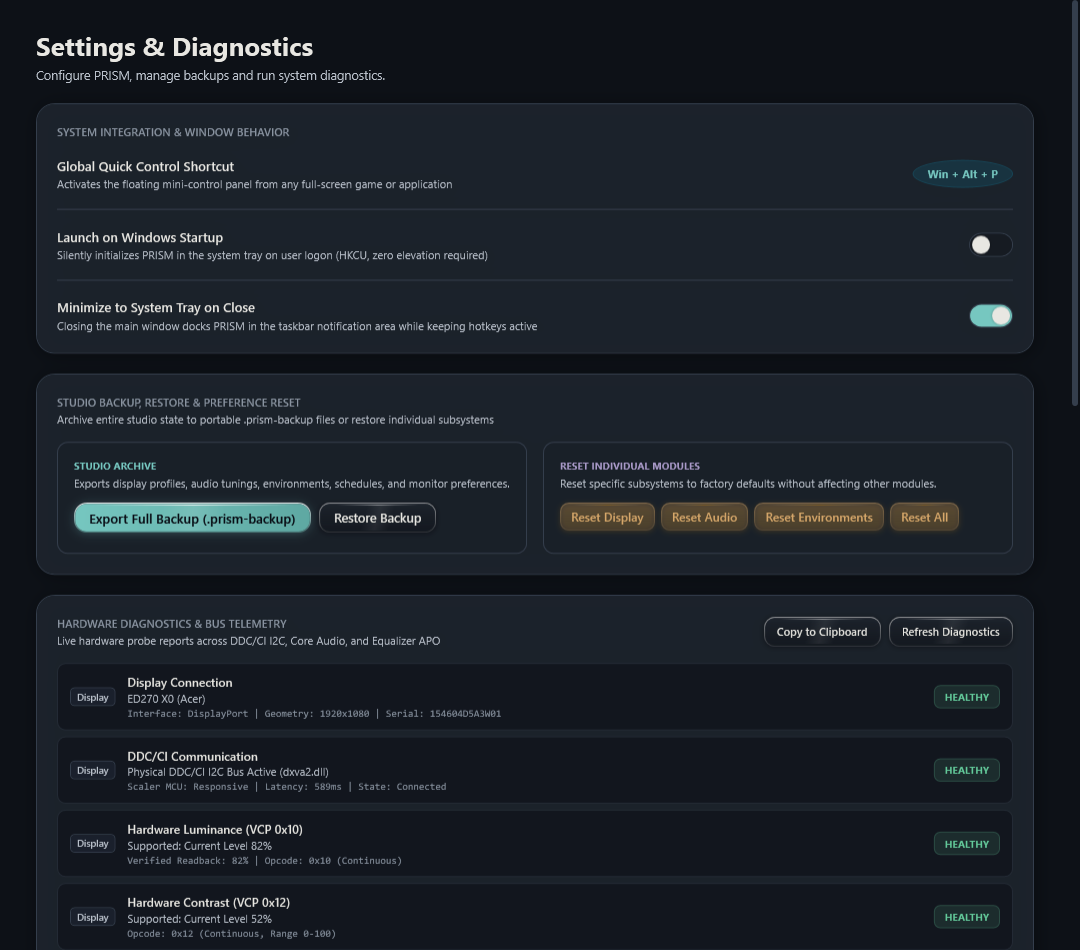 Settings & Diagnostics
Configure PRISM, manage backups and run system diagnostics.
SYSTEM INTEGRATION & WINDOW BEHAVIOR
Global Quick Control Shortcut
Activates the floating mini-control panel from any full-screen game or application
Win + Alt + P
Launch on Windows Startup
Silently initializes PRISM in the system tray on user logon (HKCU, zero elevation required)
Minimize to System Tray on Close
Closing the main window docks PRISM in the taskbar notification area while keeping hotkeys active
STUDIO BACKUP, RESTORE & PREFERENCE RESET
Archive entire studio state to portable .prism-backup files or restore individual subsystems
STUDIO ARCHIVE
Exports display profiles, audio tunings, environments, schedules, and monitor preferences.
Export Full Backup (.prism-backup)
Restore Backup
RESET INDIVIDUAL MODULES
Reset specific subsystems to factory defaults without affecting other modules.
Reset Display
Reset Audio
Reset Environments
Reset All
HARDWARE DIAGNOSTICS & BUS TELEMETRY
Live hardware probe reports across DDC/CI I2C, Core Audio, and Equalizer APO
Copy to Clipboard
Refresh Diagnostics
Display
Display Connection
ED270 X0 (Acer)
Interface: DisplayPort | Geometry: 1920x1080 | Serial: 154604D5A3W01
HEALTHY
Display
DDC/CI Communication
Physical DDC/CI I2C Bus Active (dxva2.dll)
Scaler MCU: Responsive | Latency: 589ms | State: Connected
HEALTHY
Display
Hardware Luminance (VCP 0x10)
Supported: Current Level 82%
Verified Readback: 82% | Opcode: 0x10 (Continuous)
HEALTHY
Display
Hardware Contrast (VCP 0x12)
Supported: Current Level 52%
Opcode: 0x12 (Continuous, Range 0-100)
HEALTHY